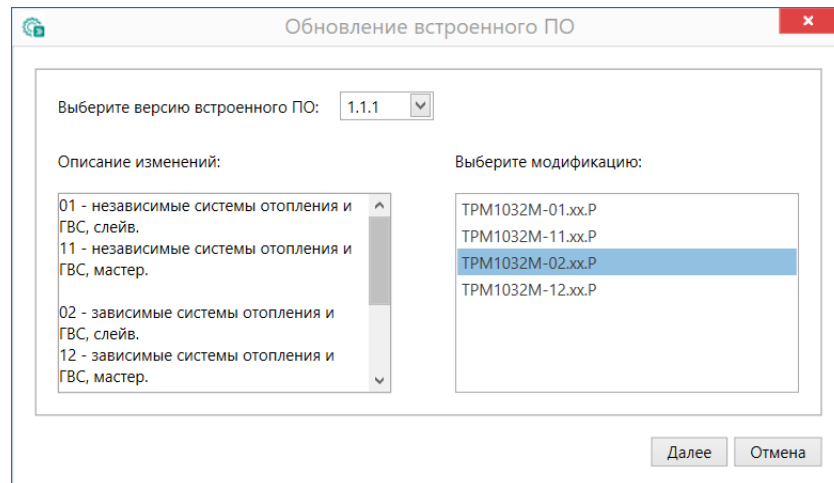 Обновление встроенного ПО
Выберите версию встроенного ПО: 1.1.1
Описание изменений:
01 - независимые системы отопления и
ГВС, слейв.
11 - независимые системы отопления и
ГВС, мастер.
02 - зависимые системы отопления и
ГВС, слейв.
12 - зависимые системы отопления и
ГВС, мастер.
Выберите модификацию:
ТРМ1032М-01.хх.Р
ТРМ1032М-11.хх.Р
ТРМ1032М-02.хх.Р
ТРМ1032М-12.хх.Р
Далее Отмена